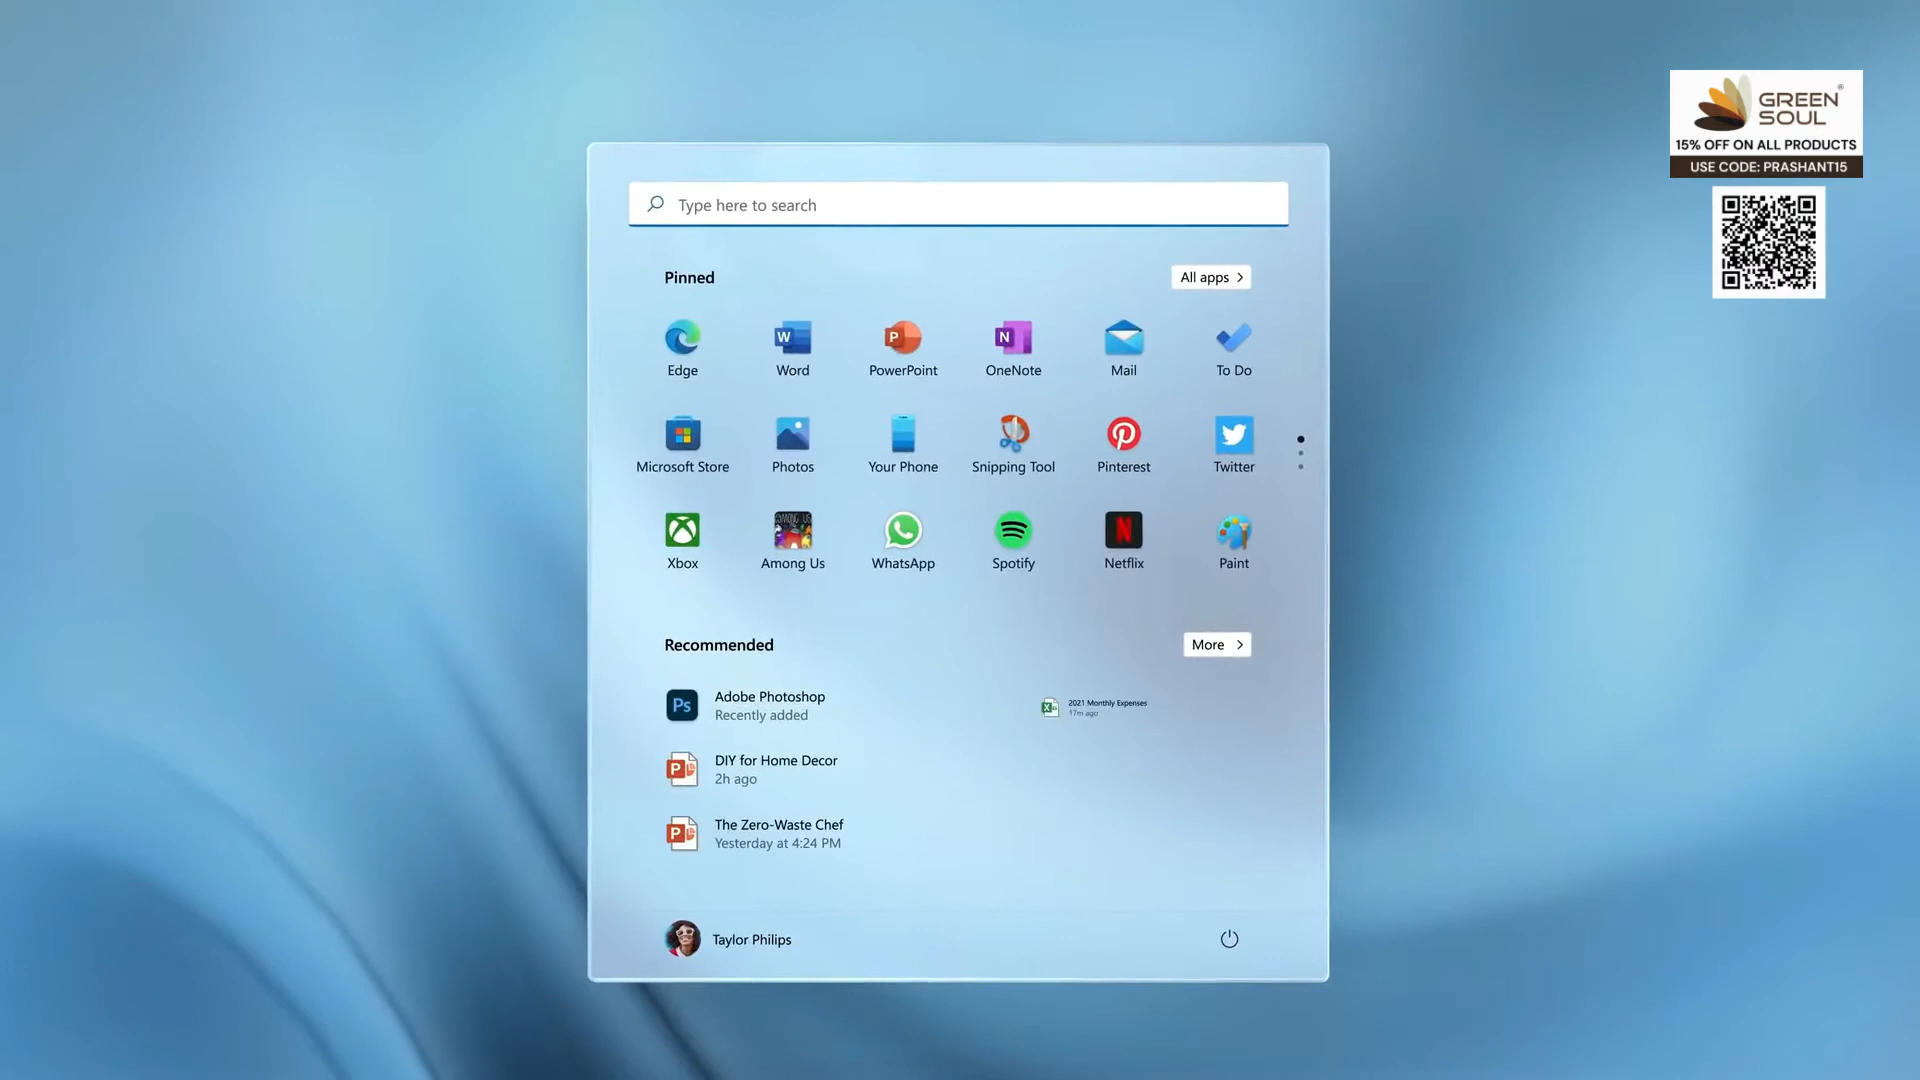 GREEN
SOUL
15% OFF ON ALL PRODUCTS
USE CODE: PRASHANT15
Type here to search
Pinned
All apps
Edge
Word
PowerPoint
OneNote
Mail
To Do
Microsoft Store
Photos
Your Phone
Snipping Tool
Pinterest
Twitter
Xbox
Among Us
WhatsApp
Spotify
Netflix
Paint
Recommended
More
Adobe Photoshop
Recently added
2021 Monthly Expenses
17m ago
DIY for Home Decor
2h ago
The Zero-Waste Chef
Yesterday at 4:24 PM
Taylor Philips